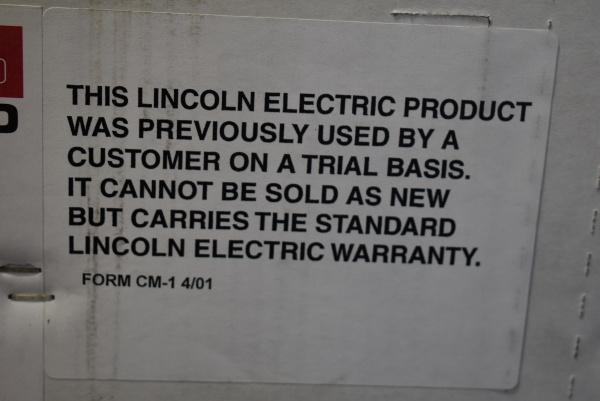 THIS LINCOLN ELECTRIC PRODUCT
WAS PREVIOUSLY USED BY A
CUSTOMER ON A TRIAL BASIS.
IT CANNOT BE SOLD AS NEW
BUT CARRIES THE STANDARD
LINCOLN ELECTRIC WARRANTY.
FORM CM-1 4/01